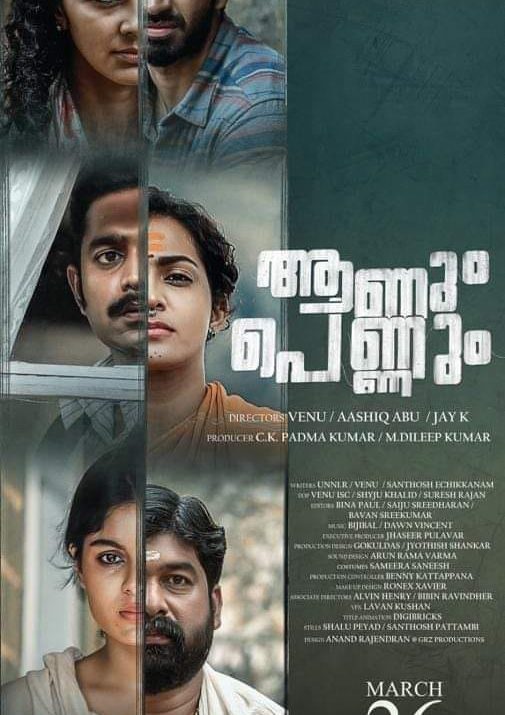 ആണും
പെണ്ണും
DIRECTORS VENU / AASHIQ ABU / JAY K
PRODUCER C.K. PADMA KUMAR / M.DILEEP KUMAR
WRITERS UNNI.R / VENU / SANTHOSH ECHIKKANAM
DOP VENU ISC / SHYJU KHALID / SURESH RAJAN
EDITORS BINA PAUL / SAIJU SREEDHARAN /
BAVAN SREEKUMAR
MUSIC BIJIBAL / DAWN VINCENT
EXECUTIVE PRODUCER JHASEER PULAVAR
PRODUCTION DESIGN GOKULDAS / JYOTHISH SHANKAR
SOUND DESIGN ARUN RAMA VARMA
COSTUMES SAMEERA SANEESH
PRODUCTION CONTROLLER BENNY KATTAPPANA
MAKE-UP DESIGN RONEX XAVIER
ASSOCIATE DIRECTORS ALVIN HENRY / BIBIN RAVINDHER
VFX LAVAN KUSHAN
TITLE ANIMATION DIGIBRICKS
STILLS SHALU PEYAD / SANTHOSH PATTAMBI
DESIGN ANAND RAJENDRAN @ GRZ PRODUCTIONS
MARCH
26